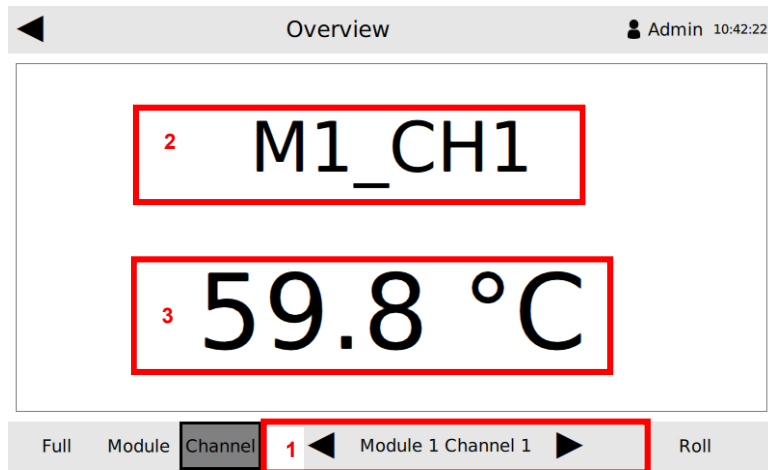 Overview
Admin 10:42:22
2 M1_CH1
3 59.8 °C
Full Module Channel 1 Module 1 Channel 1 Roll